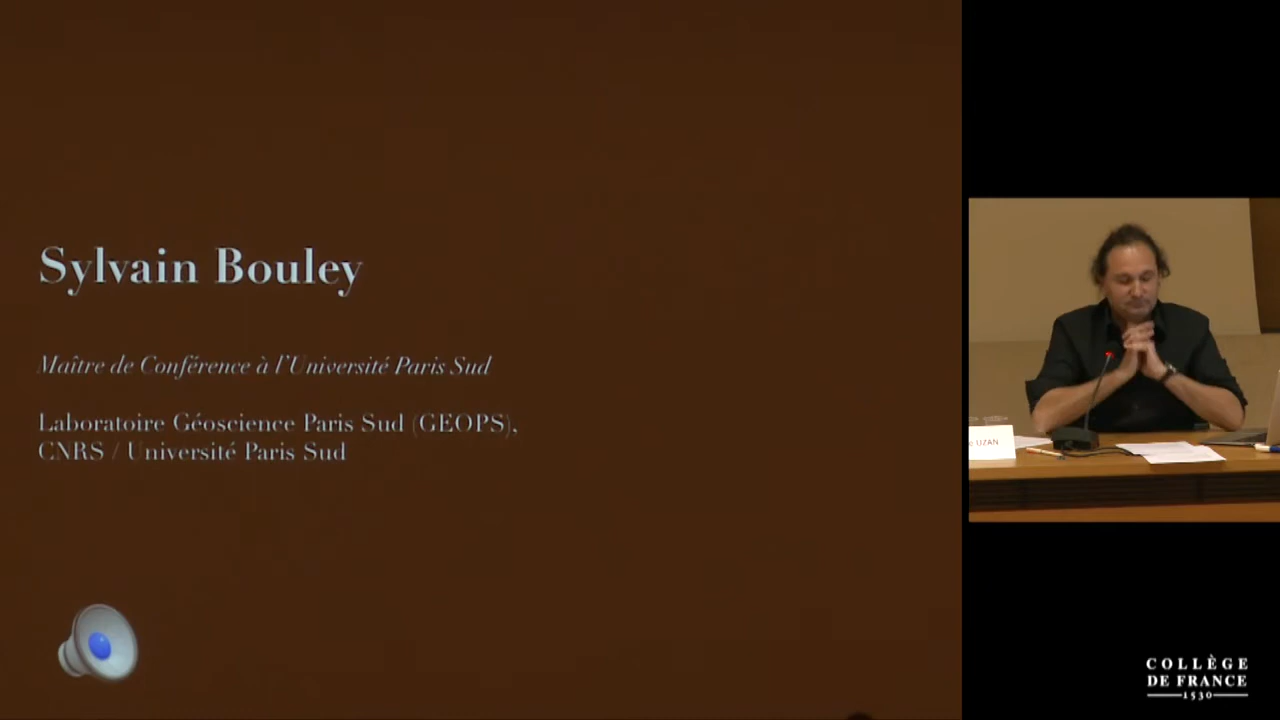 Sylvain Bouley
Maître de Conférence à l'Université Paris Sud
Laboratoire Géoscience Paris Sud (GEOPS),
CNRS / Université Paris Sud
UZAN
COLLÈGE
DE FRANCE
1530